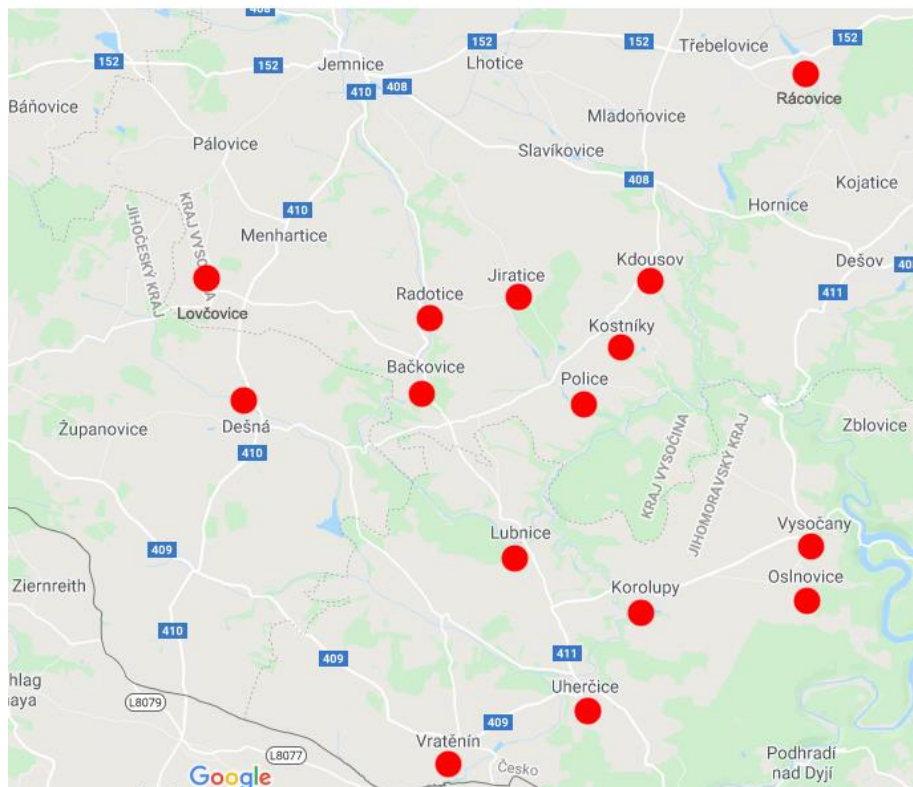 408
152
Třebelovice
152
152
Lhotice
Jemnice
152
152
410
408
Rácovice
Báňovice
Mladoňovice
Pálovice
Slavíkovice
408
Kojatice
Hornice
410
JIHOČESKÝ KRAJ
KRAJ VYSOČINA
Menhartice
Dešov
408
Jiratice
Kdousov
411
Radotice
Lovčovice
Kostníky
Bačkovice
Police
Dešná
Županovice
Zblovice
410
KRAJ VYSOČINA
JIHOMORAVSKÝ KRAJ
Vysočany
Lubnice
409
Oslnovice
Ziernreith
Korolupy
410
411
409
Uherčice
L8079
409
Vratěnín
L8077
Česko
Podhradí
nad Dyjí
Google